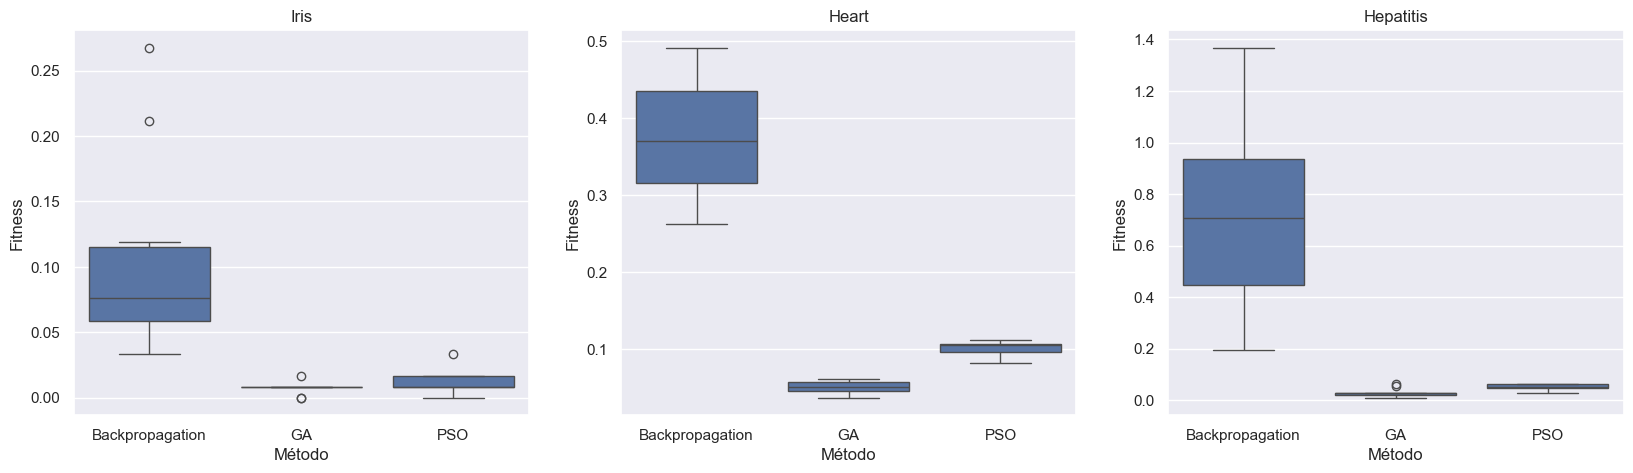 Iris
Fitness
0.25
0.20
0.15
0.10
0.05
0.00
Backpropagation GA PSO
Método
Heart
Fitness
0.5
0.4
0.3
0.2
0.1
Backpropagation GA PSO
Método
Hepatitis
Fitness
1.4
1.2
1.0
0.8
0.6
0.4
0.2
0.0
Backpropagation GA PSO
Método